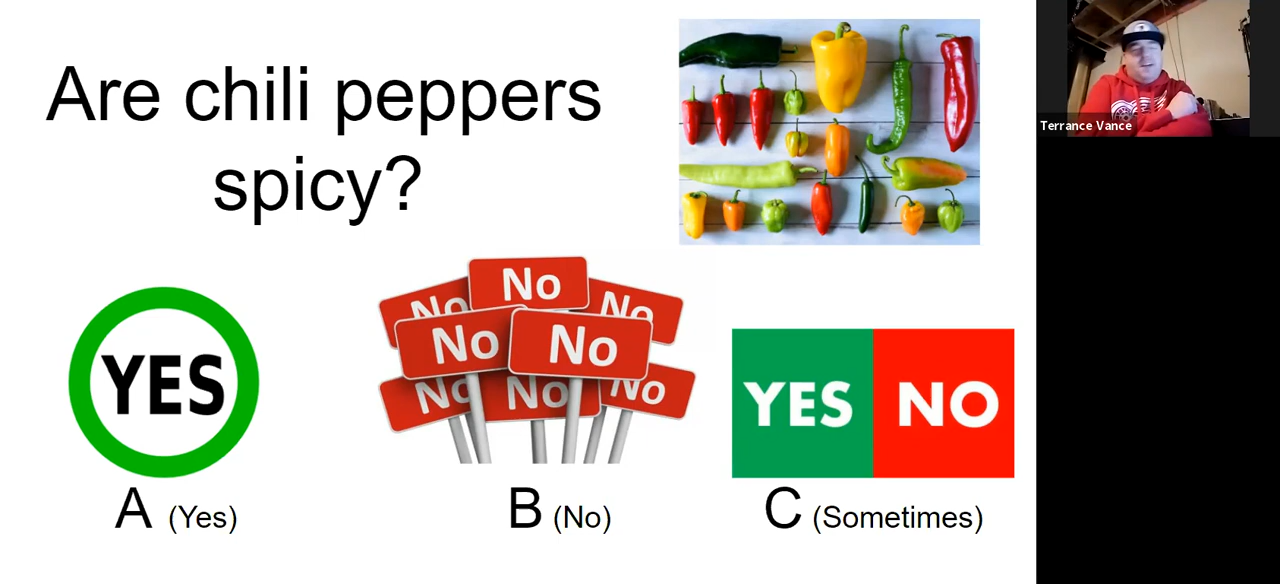 Are chili peppers
spicy?
Terrance Vance
YES
No
No
No
No
No
No
No
No
YES NO
A (Yes)
B (No)
C (Sometimes)